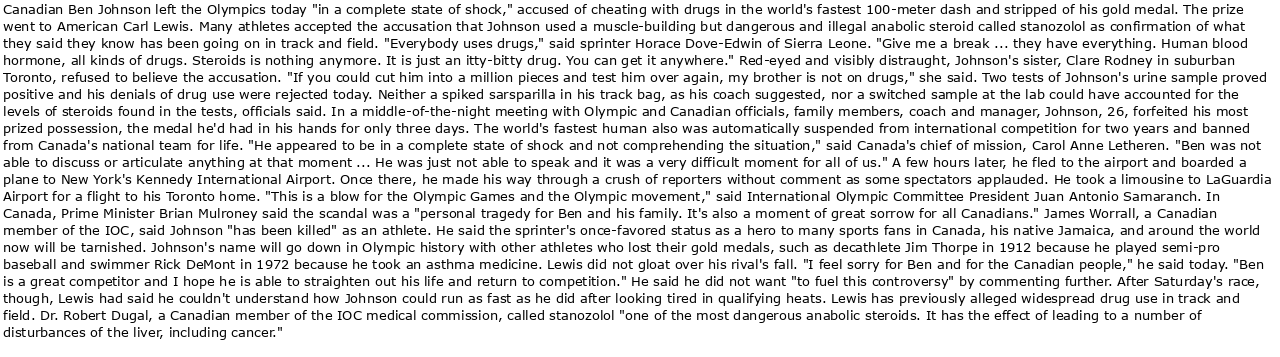 Canadian Ben Johnson left the Olympics today "in a complete state of shock," accused of cheating with drugs in the world's fastest 100-meter dash and stripped of his gold medal. The prize
went to American Carl Lewis. Many athletes accepted the accusation that Johnson used a muscle-building but dangerous and illegal anabolic steroid called stanozolol as confirmation of what
they said they know has been going on in track and field. "Everybody uses drugs," said sprinter Horace Dove-Edwin of Sierra Leone. "Give me a break ... they have everything. Human blood
hormone, all kinds of drugs. Steroids is nothing anymore. It is just an itty-bitty drug. You can get it anywhere." Red-eyed and visibly distraught, Johnson's sister, Clare Rodney in suburban
Toronto, refused to believe the accusation. "If you could cut him into a million pieces and test him over again, my brother is not on drugs," she said. Two tests of Johnson's urine sample proved
positive and his denials of drug use were rejected today. Neither a spiked sarsparilla in his track bag, as his coach suggested, nor a switched sample at the lab could have accounted for the
levels of steroids found in the tests, officials said. In a middle-of-the-night meeting with Olympic and Canadian officials, family members, coach and manager, Johnson, 26, forfeited his most
prized possession, the medal he'd had in his hands for only three days. The world's fastest human also was automatically suspended from international competition for two years and banned
from Canada's national team for life. "He appeared to be in a complete state of shock and not comprehending the situation," said Canada's chief of mission, Carol Anne Letheren. "Ben was not
able to discuss or articulate anything at that moment ... He was just not able to speak and it was a very difficult moment for all of us." A few hours later, he fled to the airport and boarded a
plane to New York's Kennedy International Airport. Once there, he made his way through a crush of reporters without comment as some spectators applauded. He took a limousine to LaGuardia
Airport for a flight to his Toronto home. "This is a blow for the Olympic Games and the Olympic movement," said International Olympic Committee President Juan Antonio Samaranch. In
Canada, Prime Minister Brian Mulroney said the scandal was a "personal tragedy for Ben and his family. It's also a moment of great sorrow for all Canadians." James Worrall, a Canadian
member of the IOC, said Johnson "has been killed" as an athlete. He said the sprinter's once-favored status as a hero to many sports fans in Canada, his native Jamaica, and around the world
now will be tarnished. Johnson's name will go down in Olympic history with other athletes who lost their gold medals, such as decathlete Jim Thorpe in 1912 because he played semi-pro
baseball and swimmer Rick DeMont in 1972 because he took an asthma medicine. Lewis did not gloat over his rival's fall. "I feel sorry for Ben and for the Canadian people," he said today. "Ben
is a great competitor and I hope he is able to straighten out his life and return to competition." He said he did not want "to fuel this controversy" by commenting further. After Saturday's race,
though, Lewis had said he couldn't understand how Johnson could run as fast as he did after looking tired in qualifying heats. Lewis has previously alleged widespread drug use in track and
field. Dr. Robert Dugal, a Canadian member of the IOC medical commission, called stanozolol "one of the most dangerous anabolic steroids. It has the effect of leading to a number of
disturbances of the liver, including cancer."